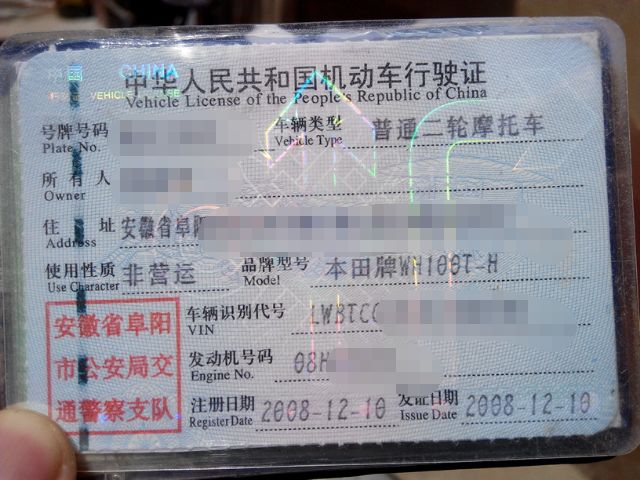 中国 CHINA
VEHICLE LICENSE
中华人民共和国机动车行驶证
Vehicle License of the People's Republic of China
号牌号码 车辆类型 普通二轮摩托车
Plate No. Vehicle Type
所有人
Owner
住址 安徽省阜阳
Address
使用性质 非营运 品牌型号 本田牌WH100T-H
Use Character Model
车辆识别代号 LWBTCG
VIN
发动机号码 08H
Engine No.
注册日期 2008-12-10 发证日期 2008-12-10
Register Date Issue Date
安徽省阜阳
市公安局交
通警察支队